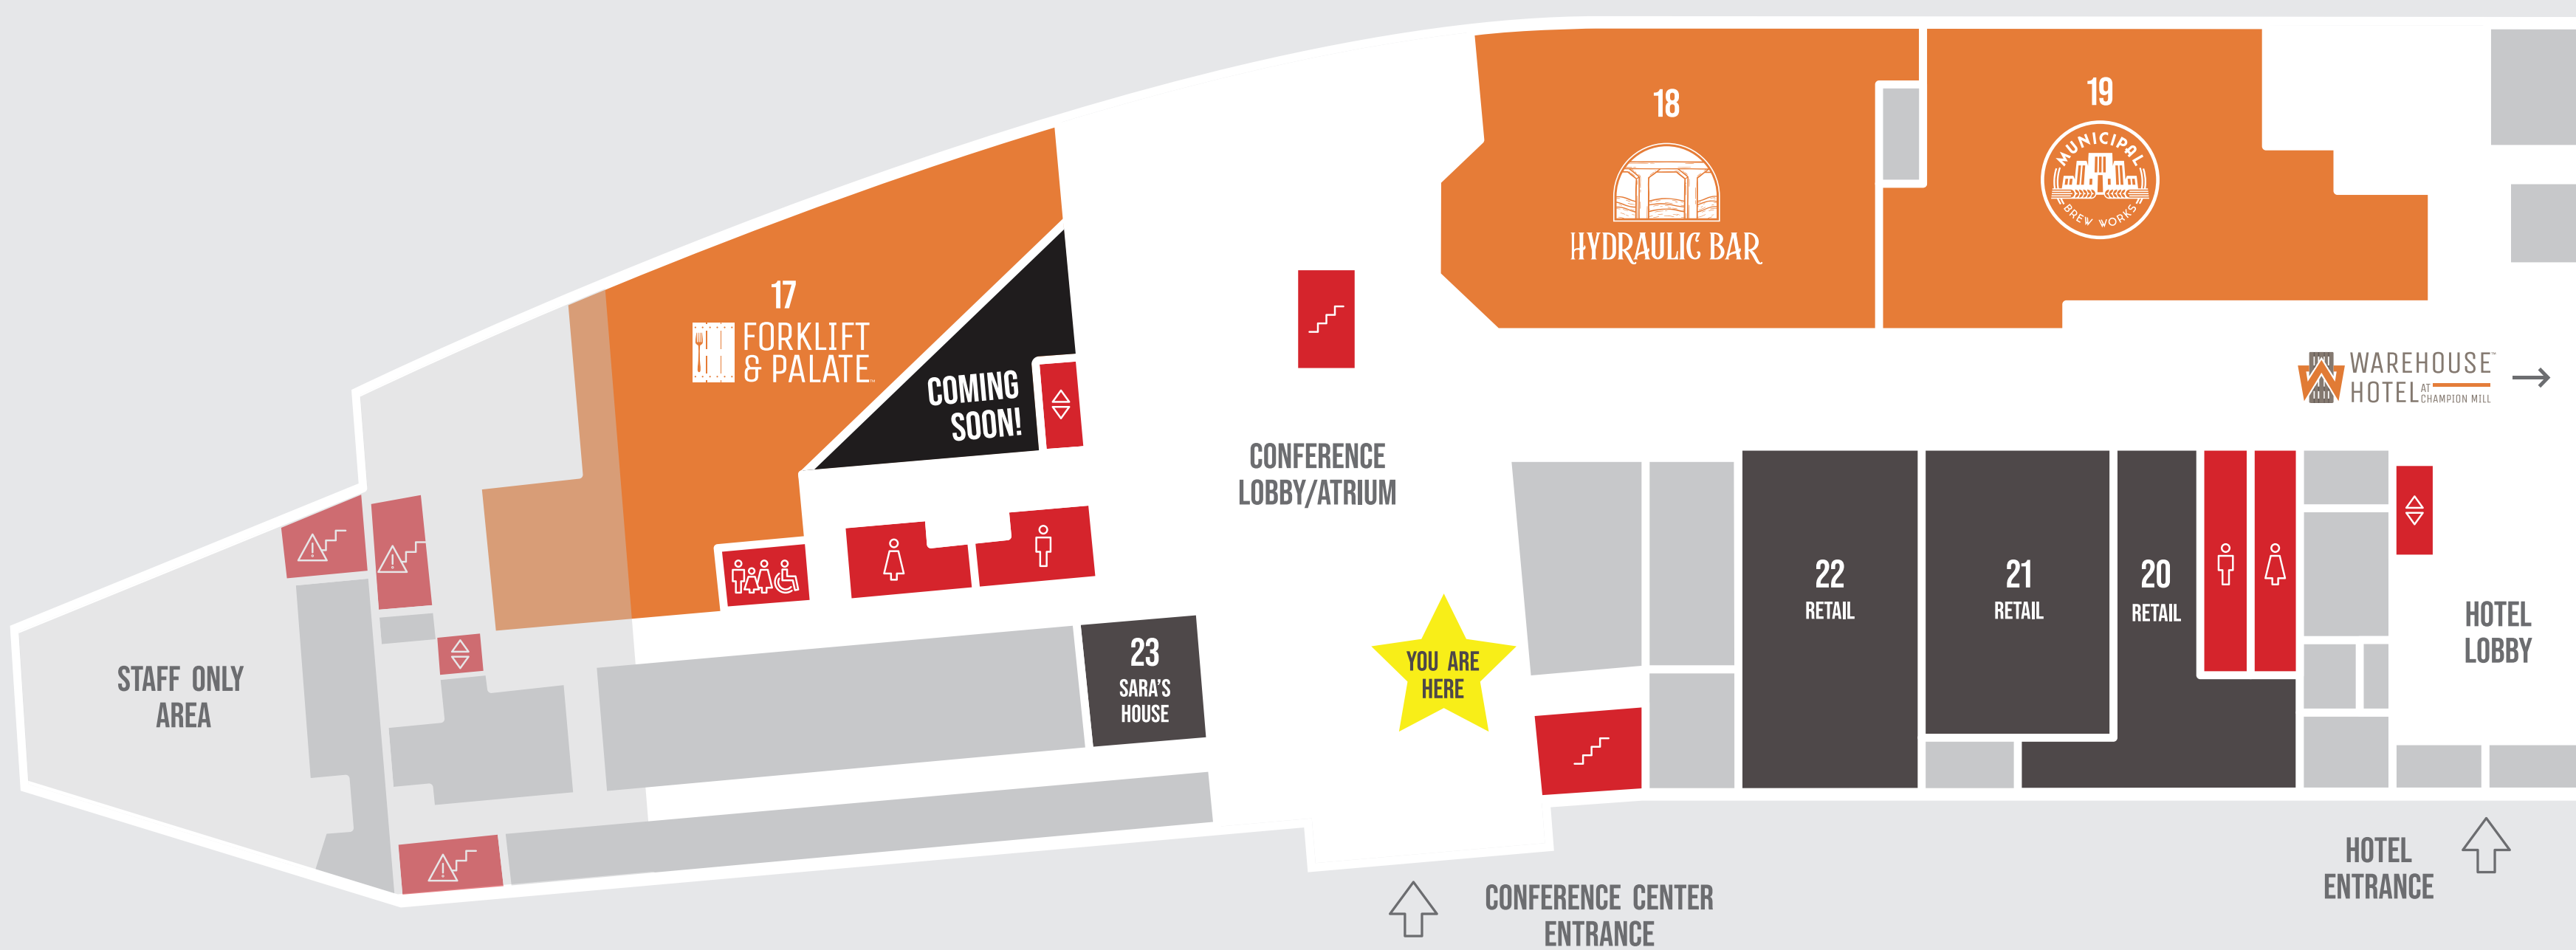 17
FORKLIFT
& PALATE
™
COMING
SOON!
18
HYDRAULIC BAR
19
MUNICIPAL
BREW WORKS
WAREHOUSE™
HOTEL AT
CHAMPION MILL
CONFERENCE
LOBBY/ATRIUM
22
RETAIL
21
RETAIL
20
RETAIL
HOTEL
LOBBY
23
SARA'S
HOUSE
YOU ARE
HERE
STAFF ONLY
AREA
CONFERENCE CENTER
ENTRANCE
HOTEL
ENTRANCE